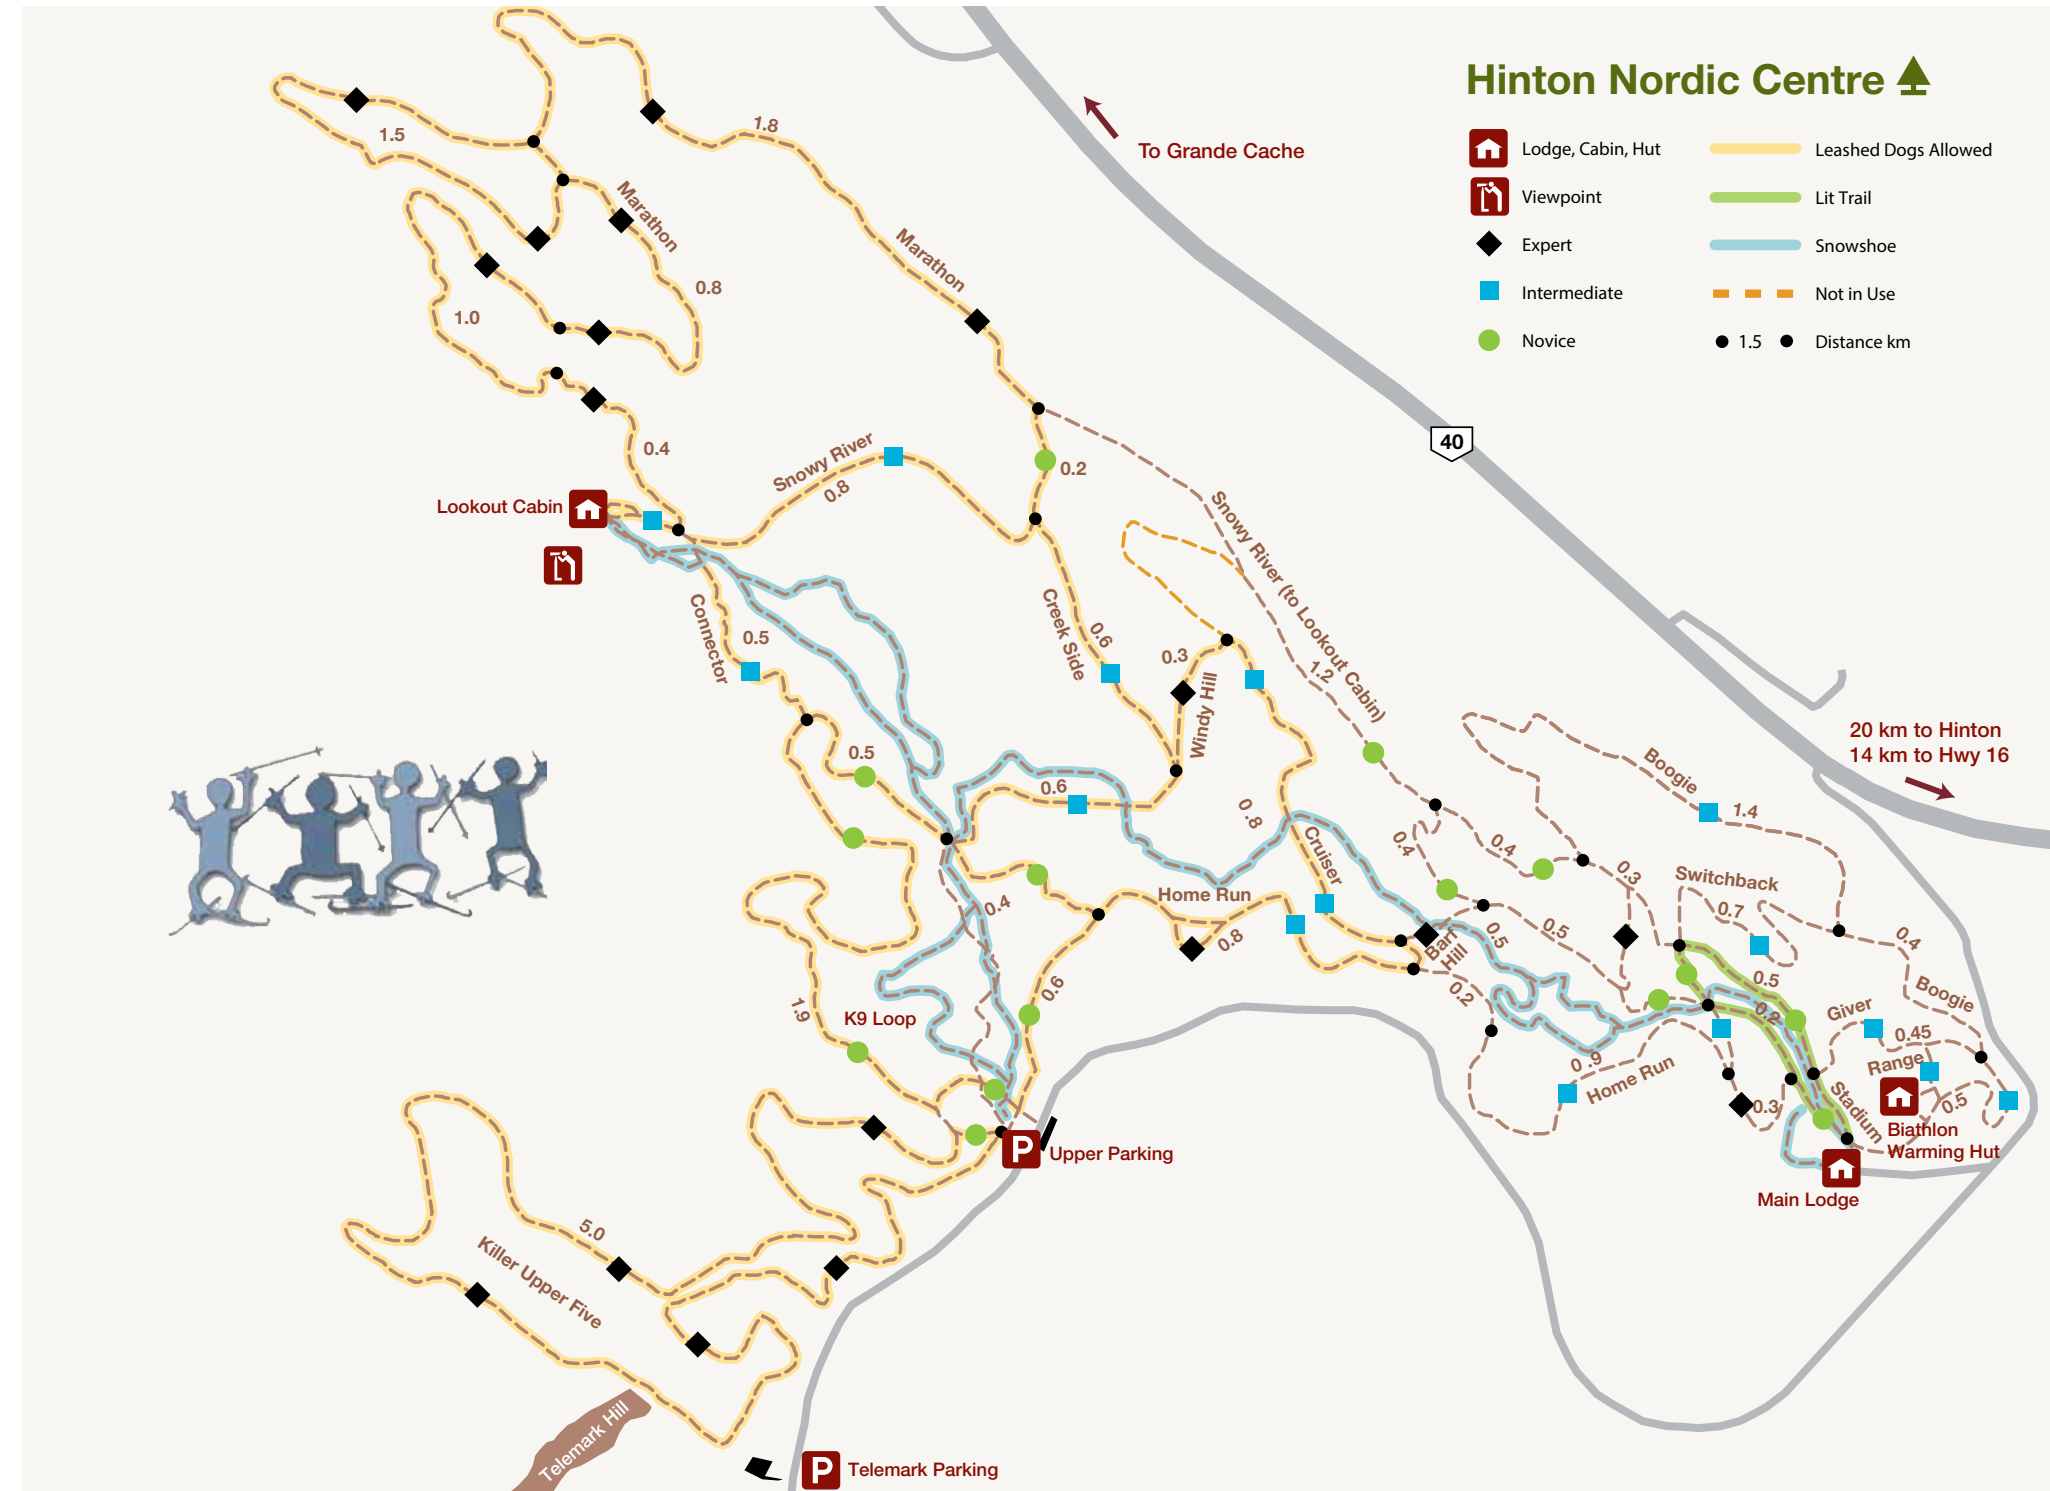 Hinton Nordic Centre
Lodge, Cabin, Hut
Viewpoint
Expert
Intermediate
Novice
Leashed Dogs Allowed
Lit Trail
Snowshoe
Not in Use
1.5
Distance km
To Grande Cache
40
20 km to Hinton
14 km to Hwy 16
1.5
1.8
Marathon
Marathon
0.8
1.0
0.4
Snowy River
0.8
0.2
Lookout Cabin
Snowy River (to Lookout Cabin)
1.2
Connector
0.5
Creek Side
0.6
0.3
Windy Hill
0.5
0.6
0.8
Cruiser
0.4
0.4
0.3
Boogie
1.4
Switchback
0.7
0.4
Boogie
Home Run
0.8
0.4
0.6
Barf
Hill
0.5
0.5
0.2
0.5
0.2
Giver
0.45
Range
0.5
1.9
K9 Loop
0.9
Home Run
0.3
Stadium
Biathlon
Warming Hut
Main Lodge
P
Upper Parking
5.0
Killer Upper Five
Telemark Hill
P
Telemark Parking